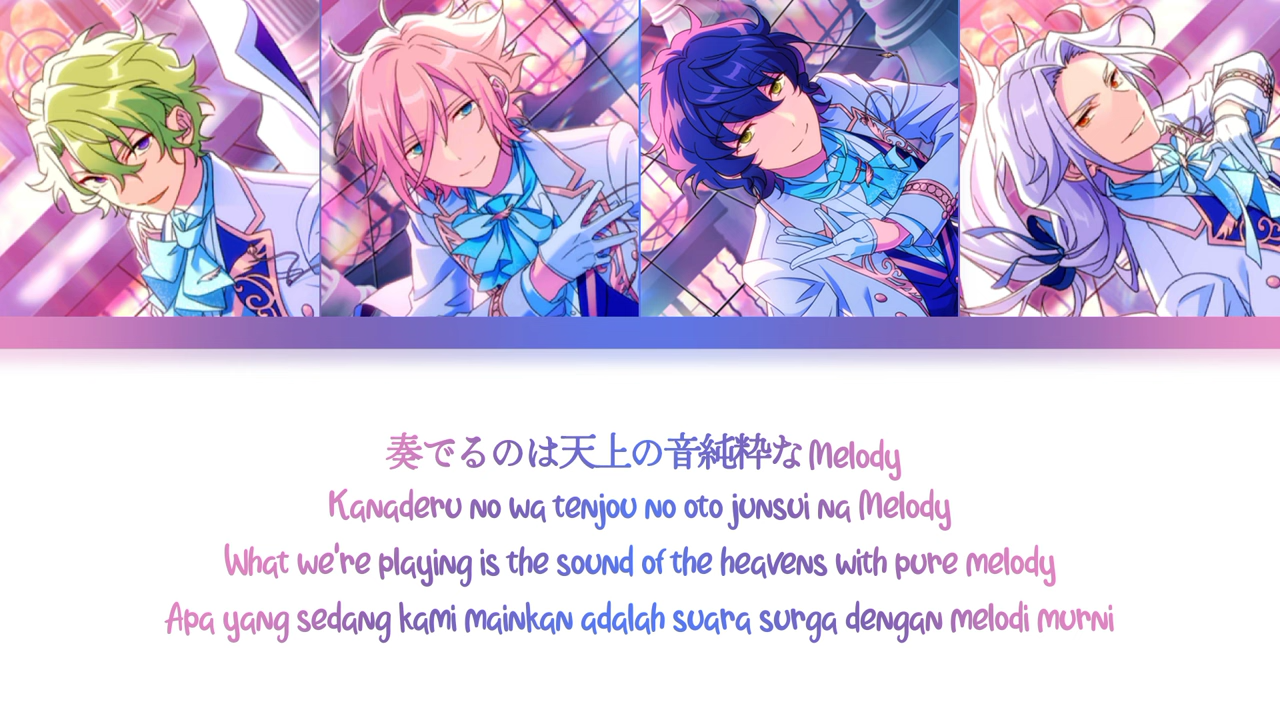 奏でるのは天上の音純粋な Melody
Kanaderu no wa tenjou no oto junsui na Melody
What we're playing is the sound of the heavens with pure melody
Apa yang sedang kami mainkan adalah suara surga dengan melodi murni